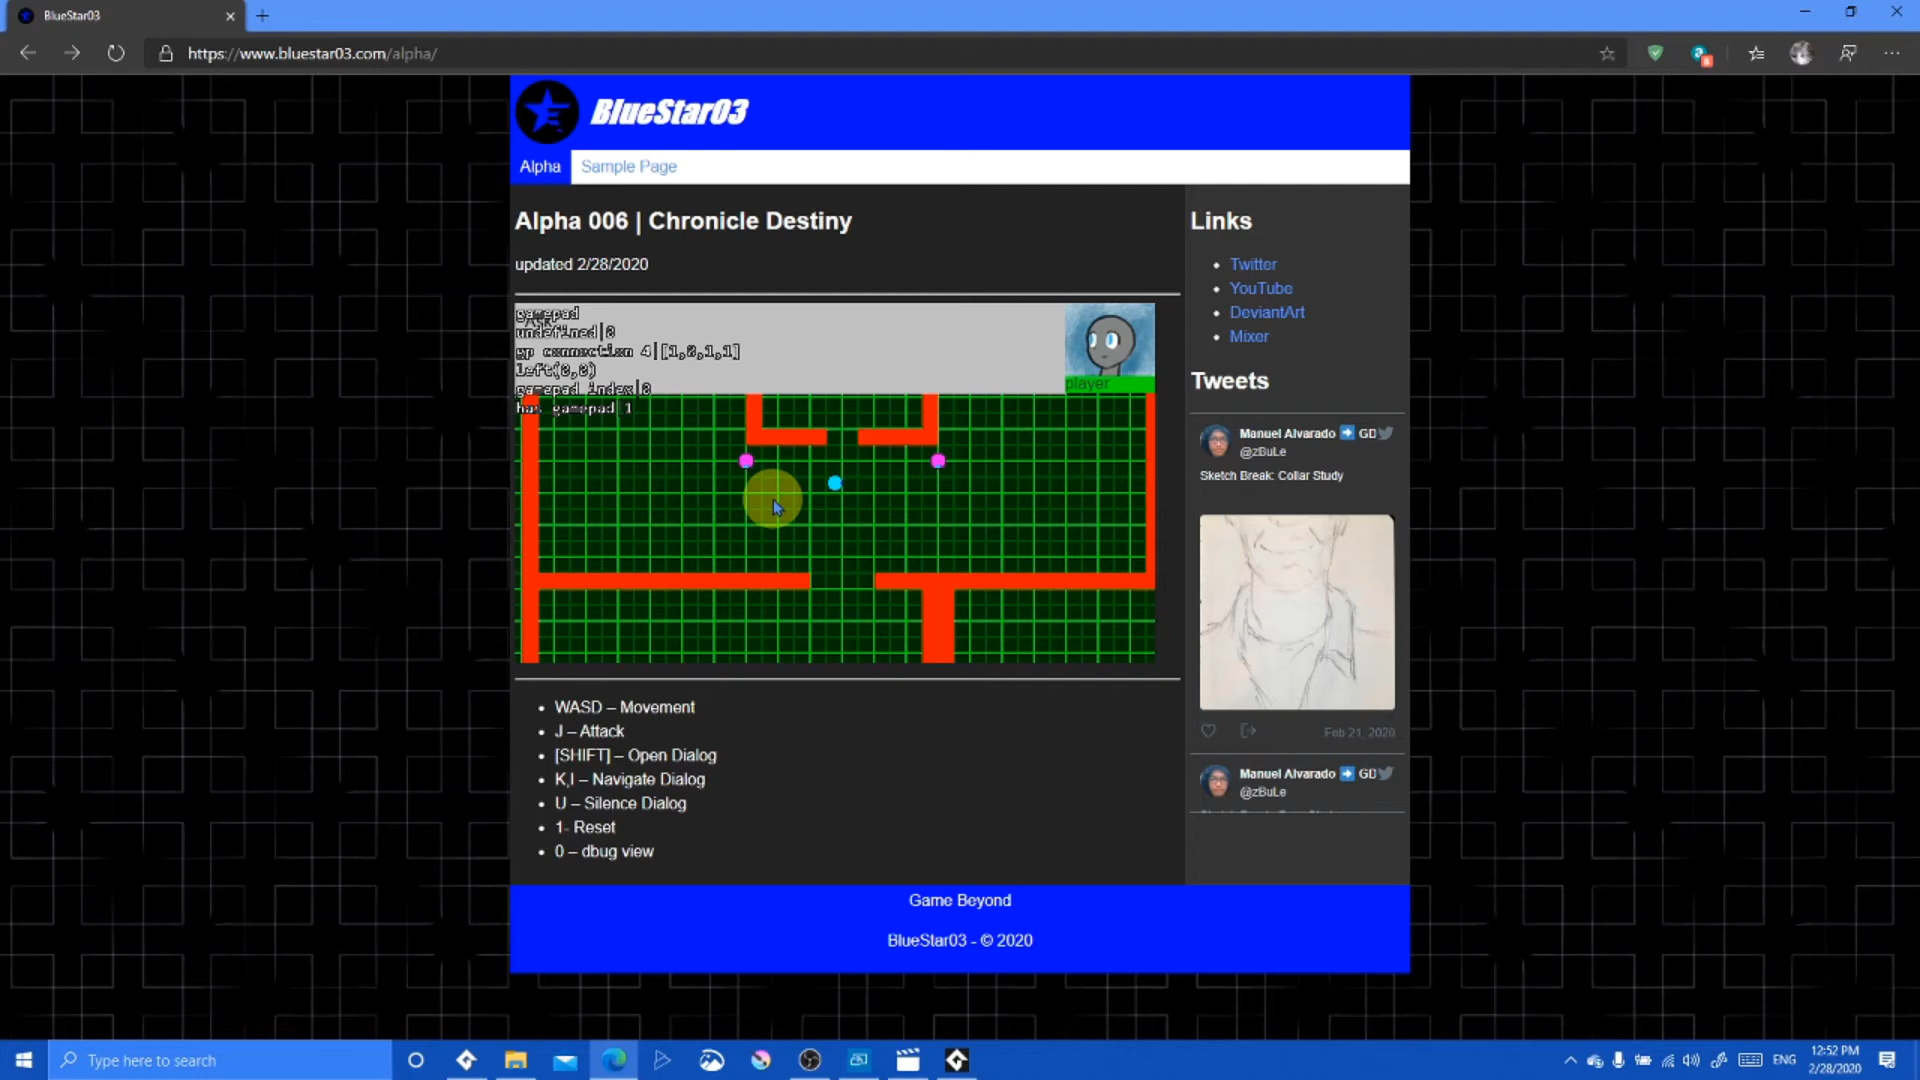 BlueStar03
https://www.bluestar03.com/alpha/
BlueStar03
Alpha
Sample Page
Alpha 006 | Chronicle Destiny
updated 2/28/2020
gamepad
undefined|0
gp connection 4|[1,0,1,1]
left(0,0)
gamepad index|0
has gamepad|1
player
WASD – Movement
J – Attack
[SHIFT] – Open Dialog
K,I – Navigate Dialog
U – Silence Dialog
1- Reset
0 – dbug view
Links
Twitter
YouTube
DeviantArt
Mixer
Tweets
Manuel Alvarado ➡ GD
@zBuLe
Sketch Break: Collar Study
Feb 21, 2020
Manuel Alvarado ➡ GD
@zBuLe
Game Beyond
BlueStar03 - © 2020
Type here to search
ENG
12:52 PM
2/28/2020